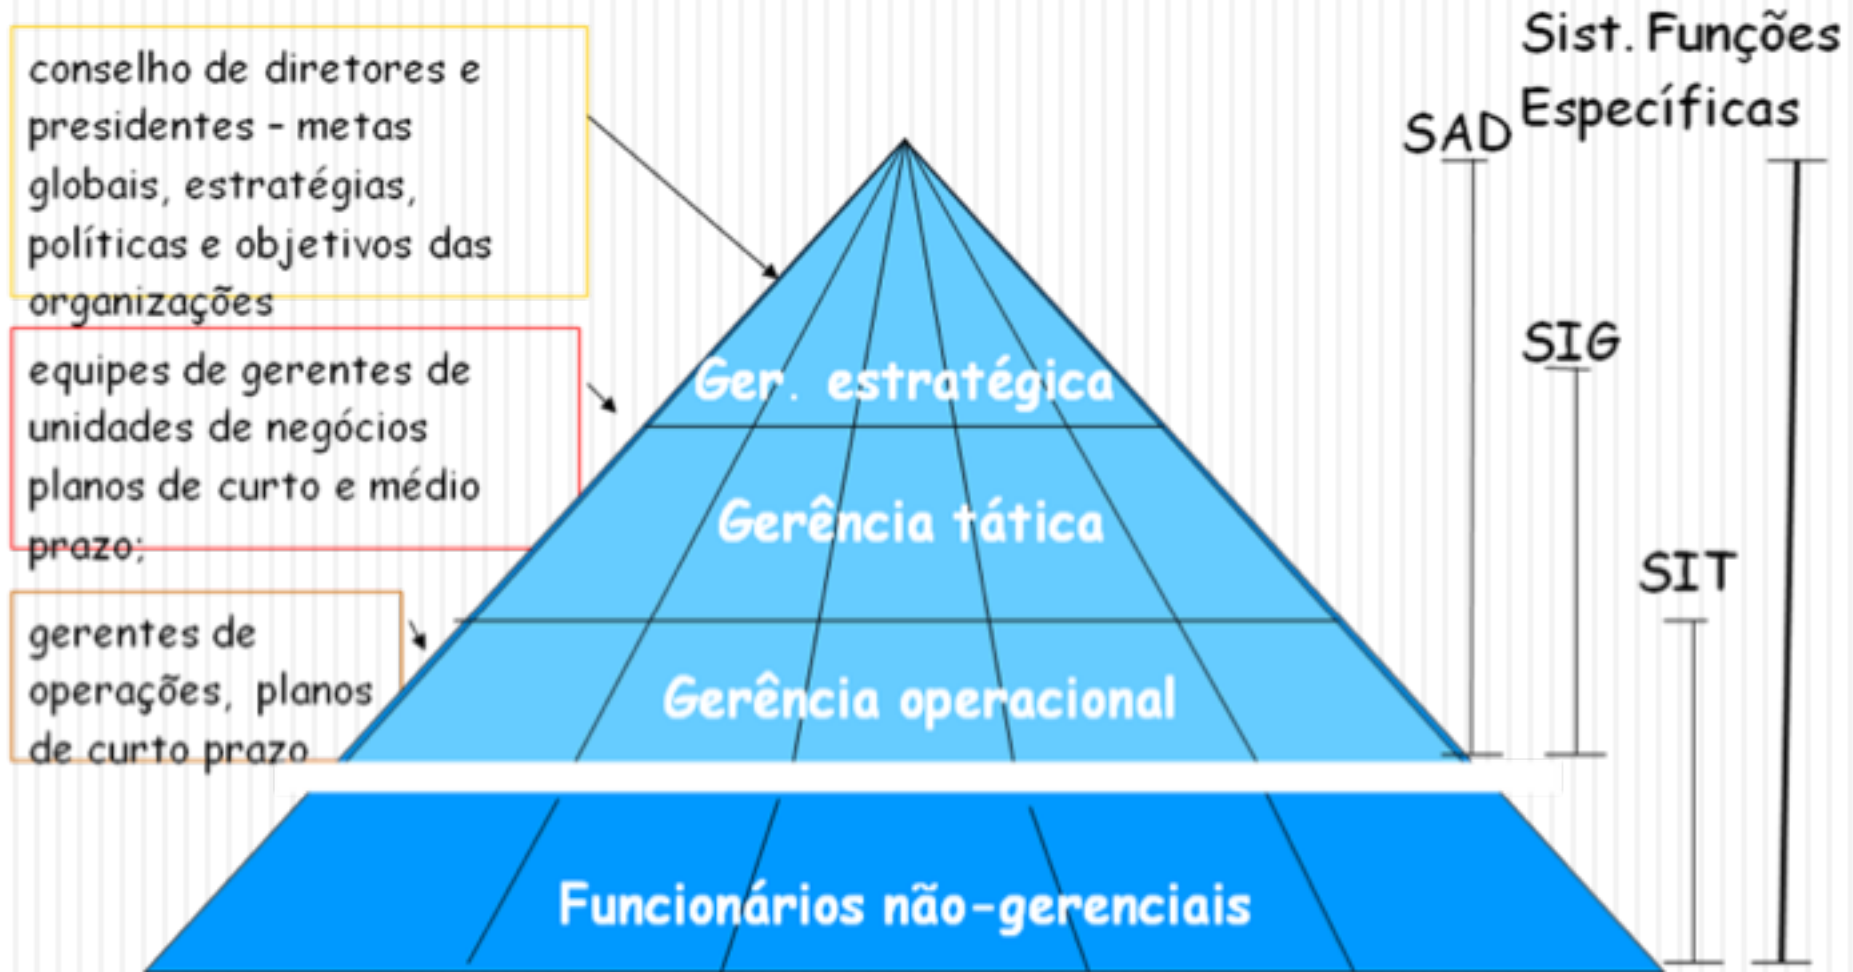 conselho de diretores e
presidentes - metas
globais, estratégias,
políticas e objetivos das
organizações
equipes de gerentes de
unidades de negócios
planos de curto e médio
prazo;
gerentes de
operações, planos
de curto prazo
Ger. estratégica
Gerência tática
Gerência operacional
Funcionários não-gerenciais
SAD
Sist. Funções
Específicas
SIG
SIT